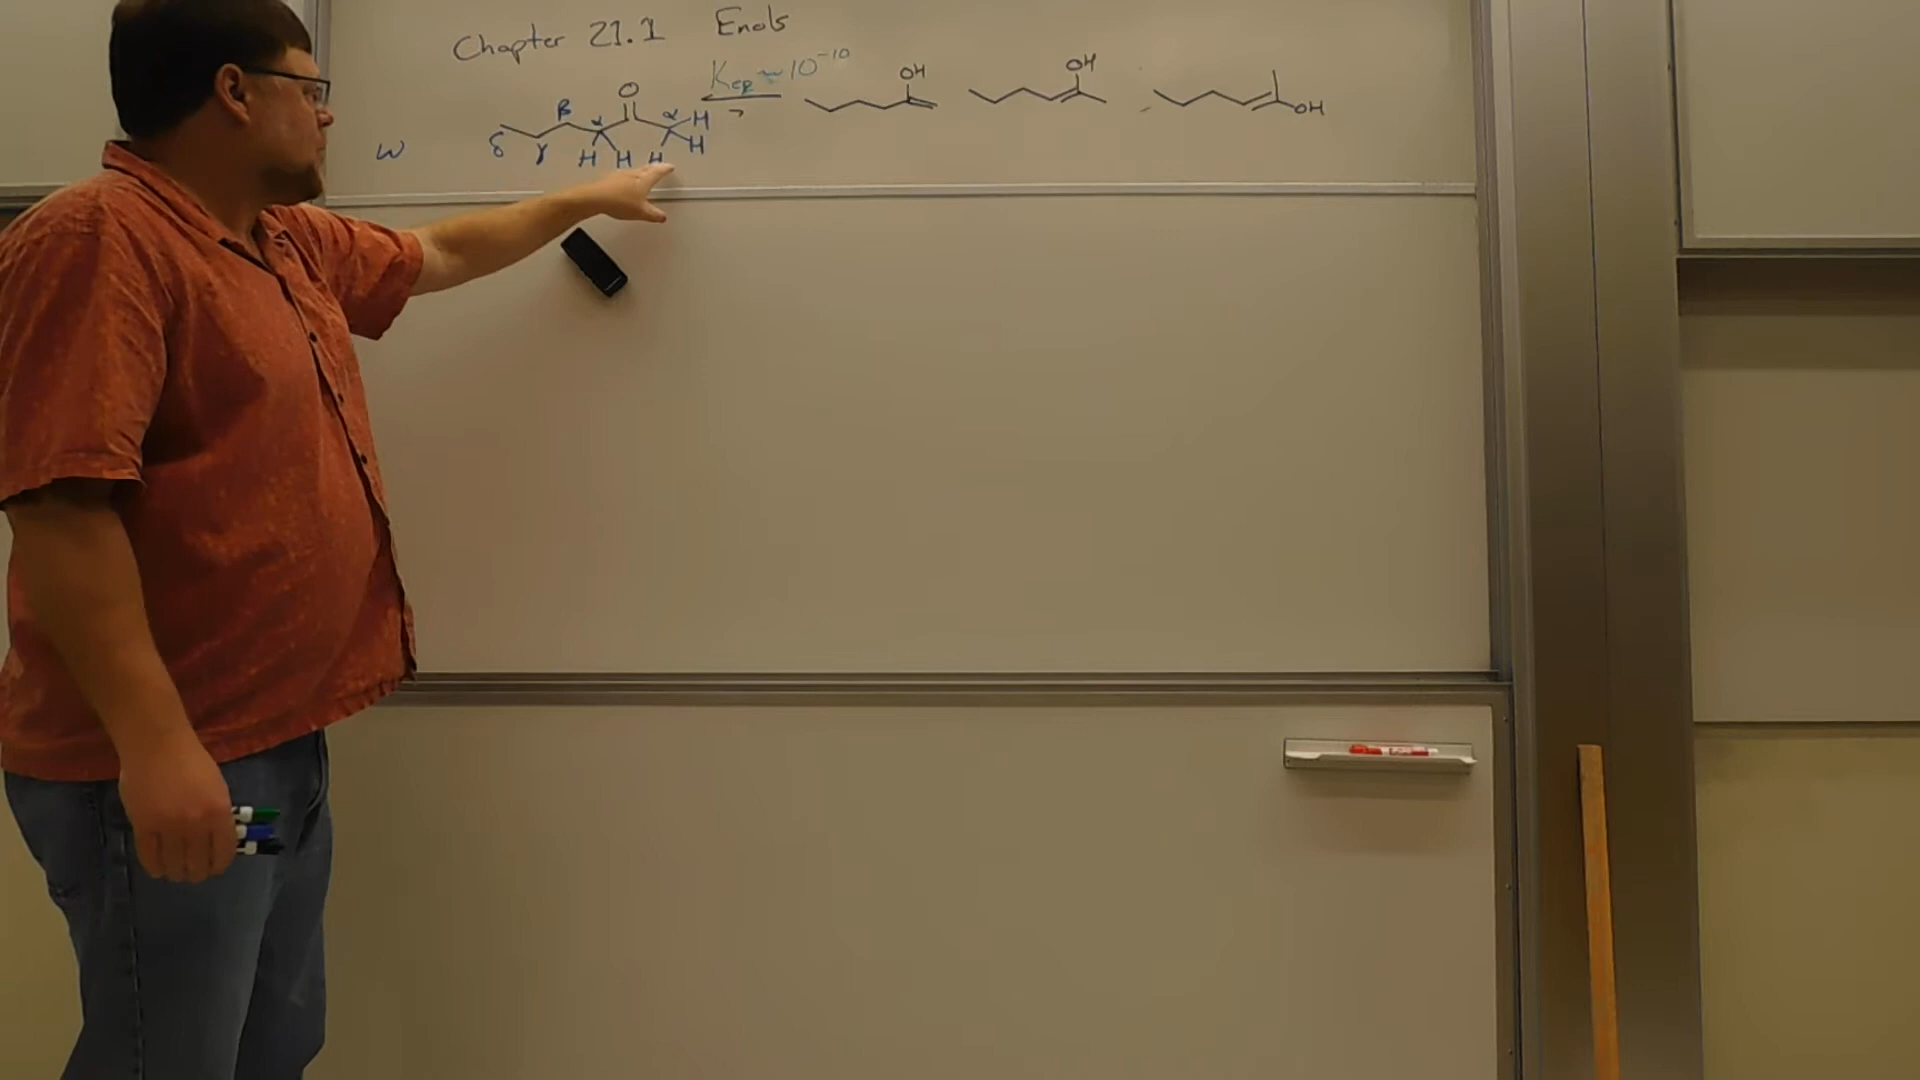 Chapter 21.1 Enols
Keq ~ 10⁻¹⁰
O
OH
OH
OH
β α α H
ω δ γ H H H H